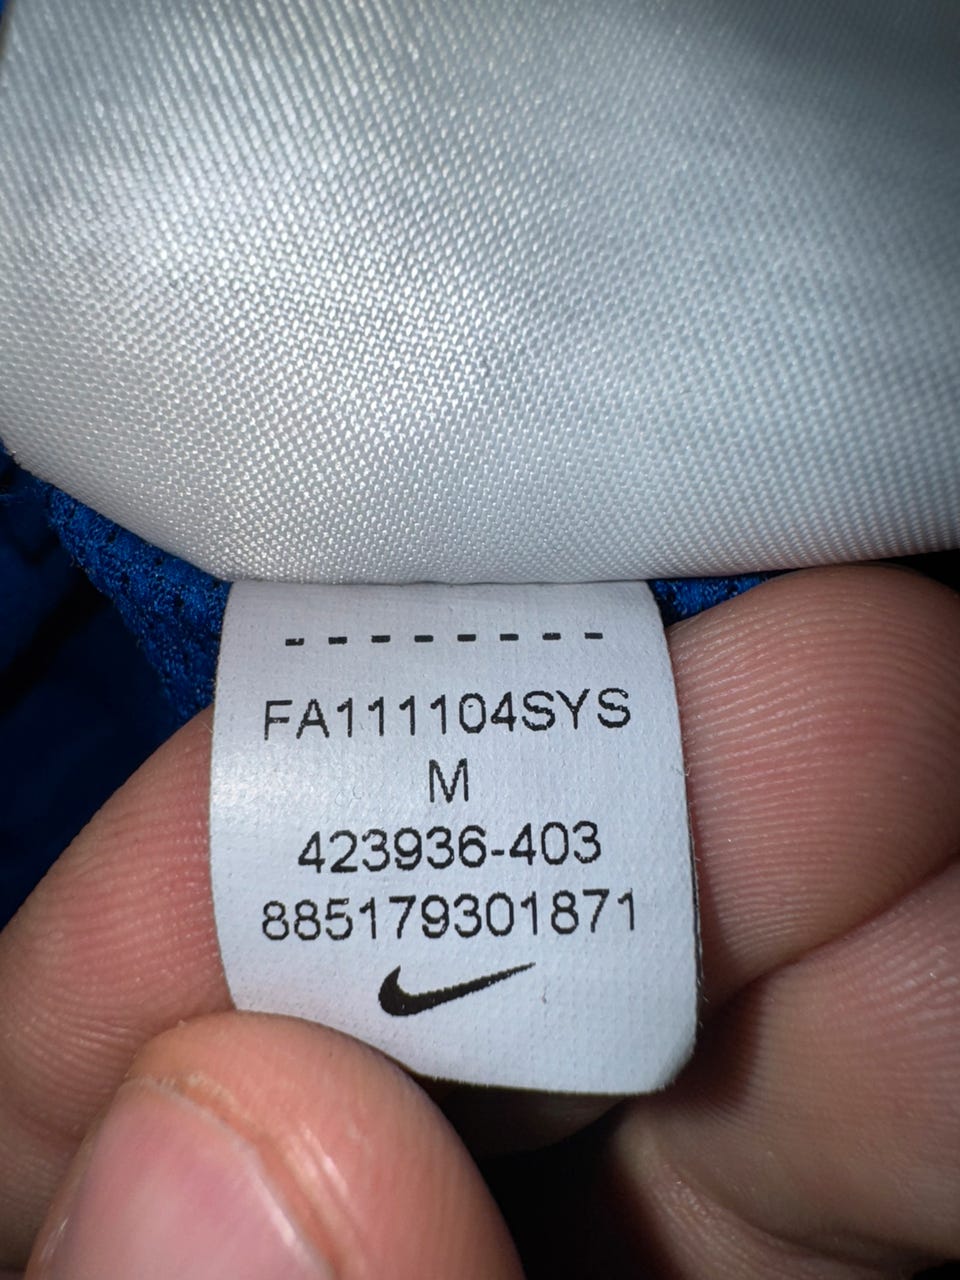 --------
FA111104SYS
M
423936-403
885179301871